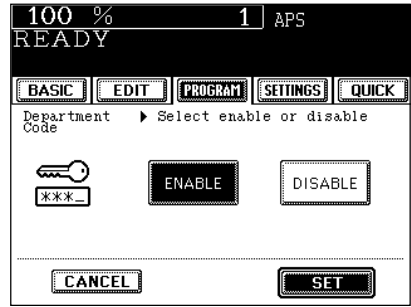 100 % 1 APS
READY
BASIC EDIT PROGRAM SETTINGS QUICK
Department ▶ Select enable or disable
Code
ENABLE DISABLE
***_
CANCEL SET